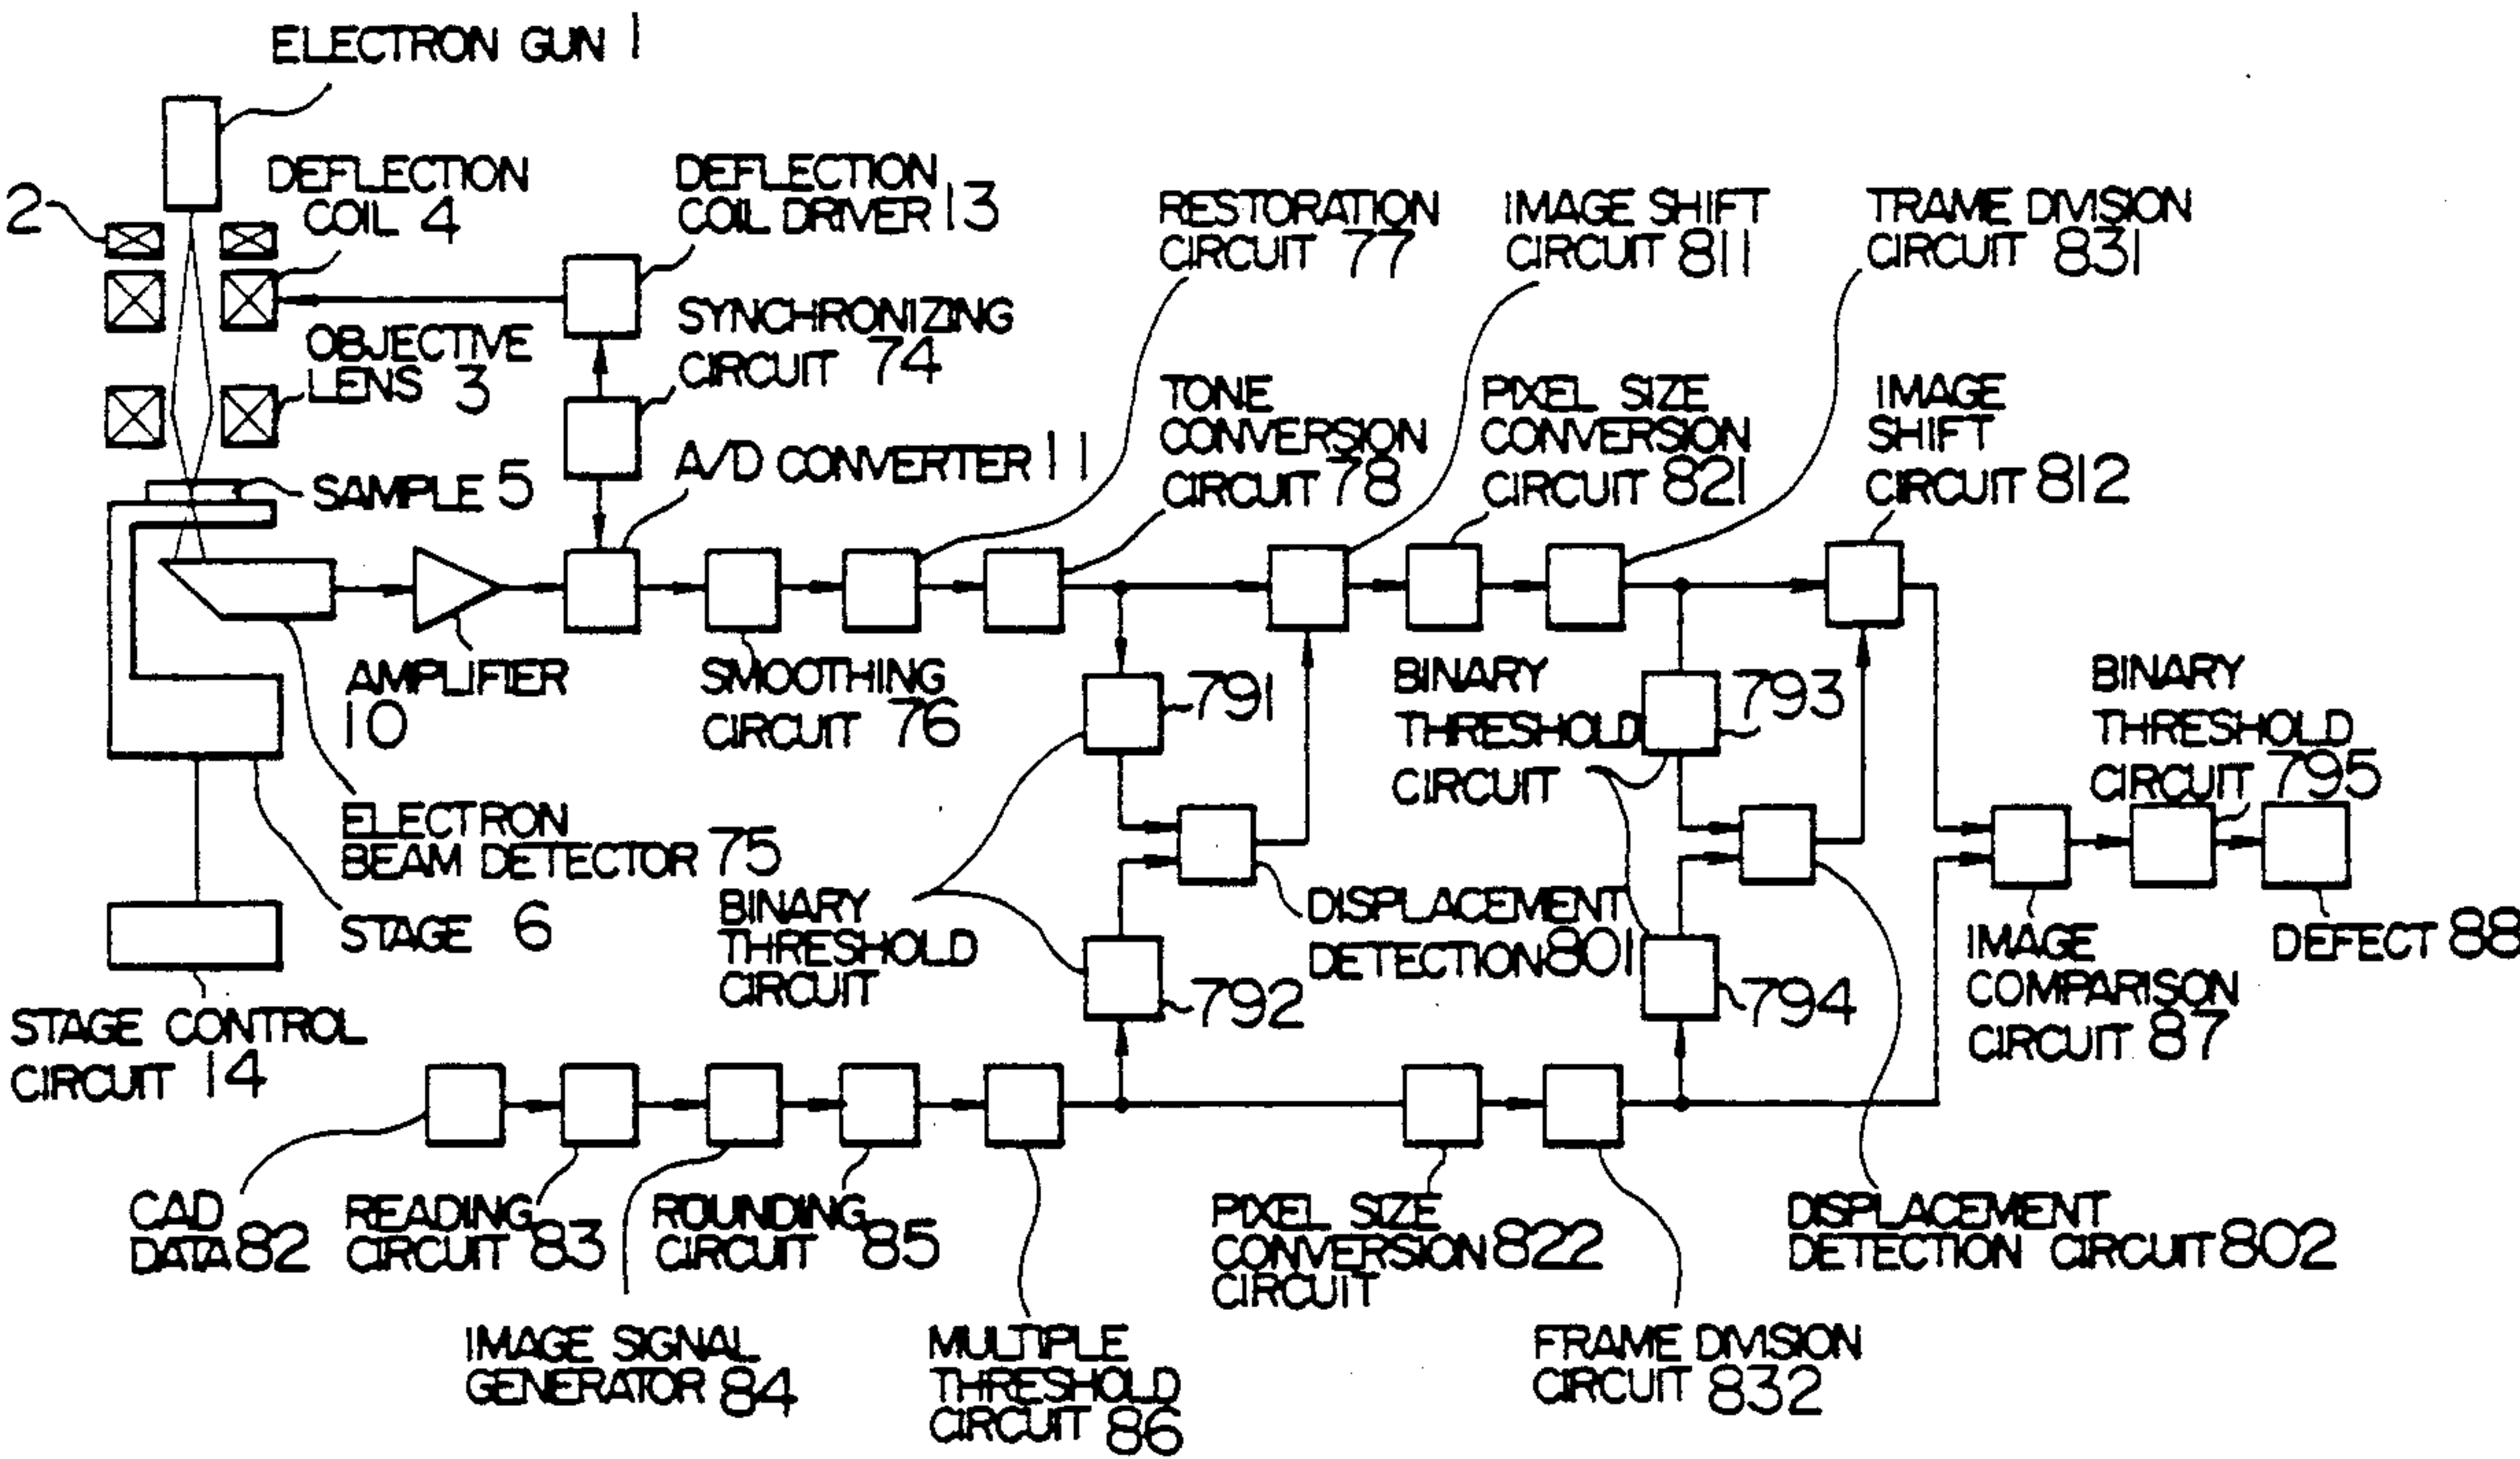 ELECTRON GUN 1
2
DEFLECTION
COIL 4
DEFLECTION
COIL DRIVER 13
RESTORATION
CIRCUIT 77
IMAGE SHIFT
CIRCUIT 811
TRAME DIVISION
CIRCUIT 831
OBJECTIVE
LENS 3
SYNCHRONIZING
CIRCUIT 74
TONE
CONVERSION
CIRCUIT 78
PIXEL SIZE
CONVERSION
CIRCUIT 821
IMAGE
SHIFT
CIRCUIT 812
SAMPLE 5
A/D CONVERTER 11
AMPLIFIER
10
SMOOTHING
CIRCUIT 76
791
BINARY
THRESHOLD
CIRCUIT
793
BINARY
THRESHOLD
CIRCUIT 795
ELECTRON
BEAM DETECTOR 75
STAGE 6
BINARY
THRESHOLD
CIRCUIT
792
DISPLACEMENT
DETECTION 801
794
IMAGE
COMPARISON
CIRCUIT 87
DEFECT 88
STAGE CONTROL
CIRCUIT 14
CAD
DATA 82
READING
CIRCUIT 83
ROUNDING
CIRCUIT 85
PIXEL SIZE
CONVERSION 822
CIRCUIT
DISPLACEMENT
DETECTION CIRCUIT 802
IMAGE SIGNAL
GENERATOR 84
MULTIPLE
THRESHOLD
CIRCUIT 86
FRAME DIVISION
CIRCUIT 832